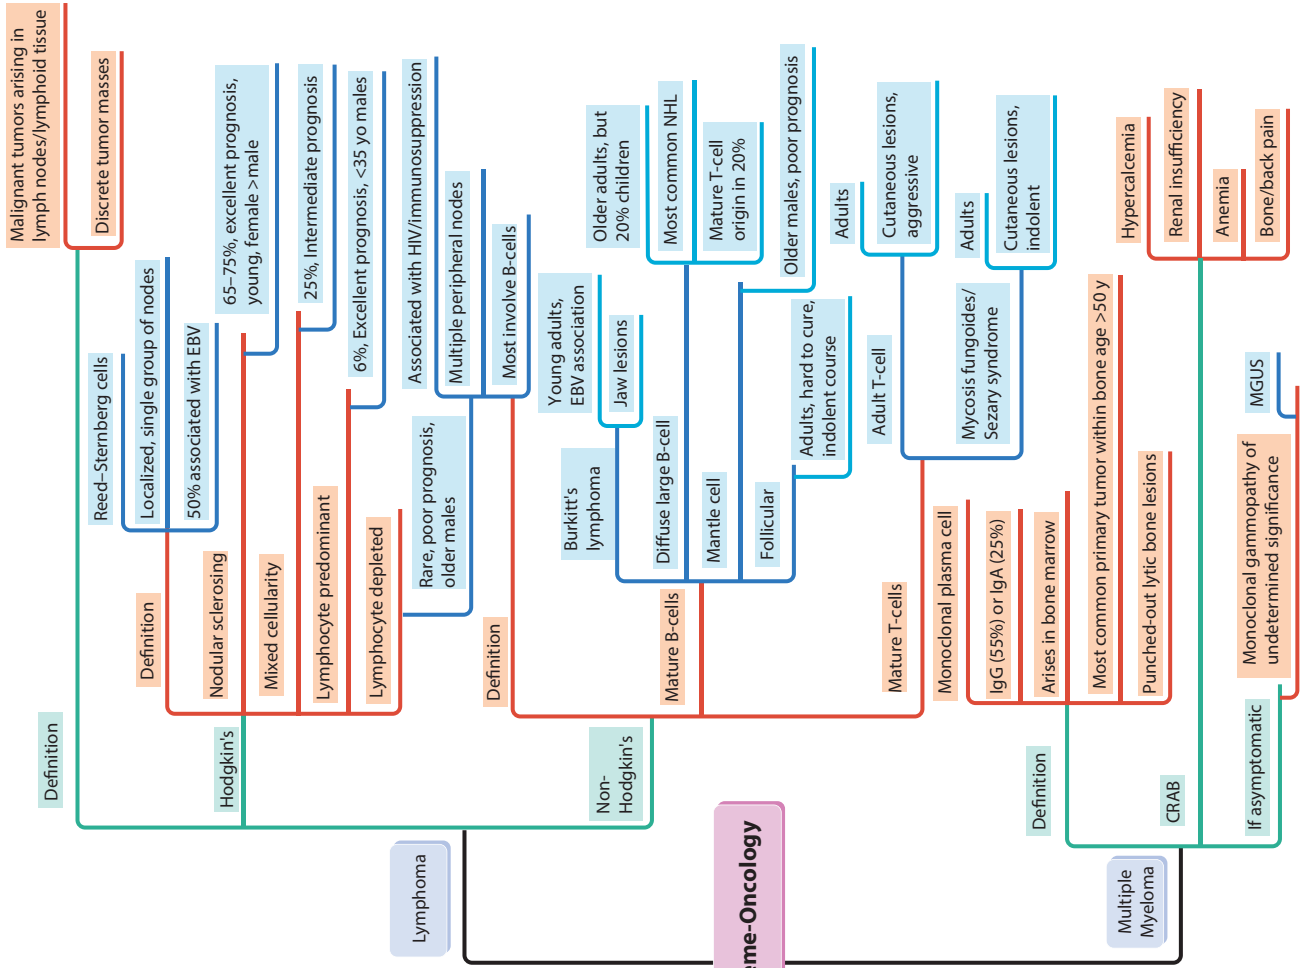 Malignant tumors arising in
lymph nodes/lymphoid tissue
Discrete tumor masses
Definition
Reed–Sternberg cells
Localized, single group of nodes
50% associated with EBV
Definition
65–75%, excellent prognosis,
young, female > male
Nodular sclerosing
25%, Intermediate prognosis
Mixed cellularity
6%, Excellent prognosis, <35 yo males
Lymphocyte predominant
Rare, poor prognosis,
older males
Lymphocyte depleted
Hodgkin's
Associated with HIV/immunosuppression
Multiple peripheral nodes
Most involve B-cells
Definition
Young adults,
EBV association
Jaw lesions
Burkitt's
lymphoma
Older adults, but
20% children
Most common NHL
Mature T-cell
origin in 20%
Diffuse large B-cell
Older males, poor prognosis
Mantle cell
Adults, hard to cure,
indolent course
Follicular
Mature B-cells
Adults
Cutaneous lesions,
aggressive
Adult T-cell
Adults
Cutaneous lesions,
indolent
Mycosis fungoides/
Sezary syndrome
Mature T-cells
Non-
Hodgkin's
Lymphoma
eme-Oncology
Monoclonal plasma cell
IgG (55%) or IgA (25%)
Arises in bone marrow
Most common primary tumor within bone age >50 y
Punched-out lytic bone lesions
Definition
Hypercalcemia
Renal insufficiency
Anemia
Bone/back pain
CRAB
MGUS
Monoclonal gammopathy of
undetermined signifcance
If asymptomatic
Multiple
Myeloma